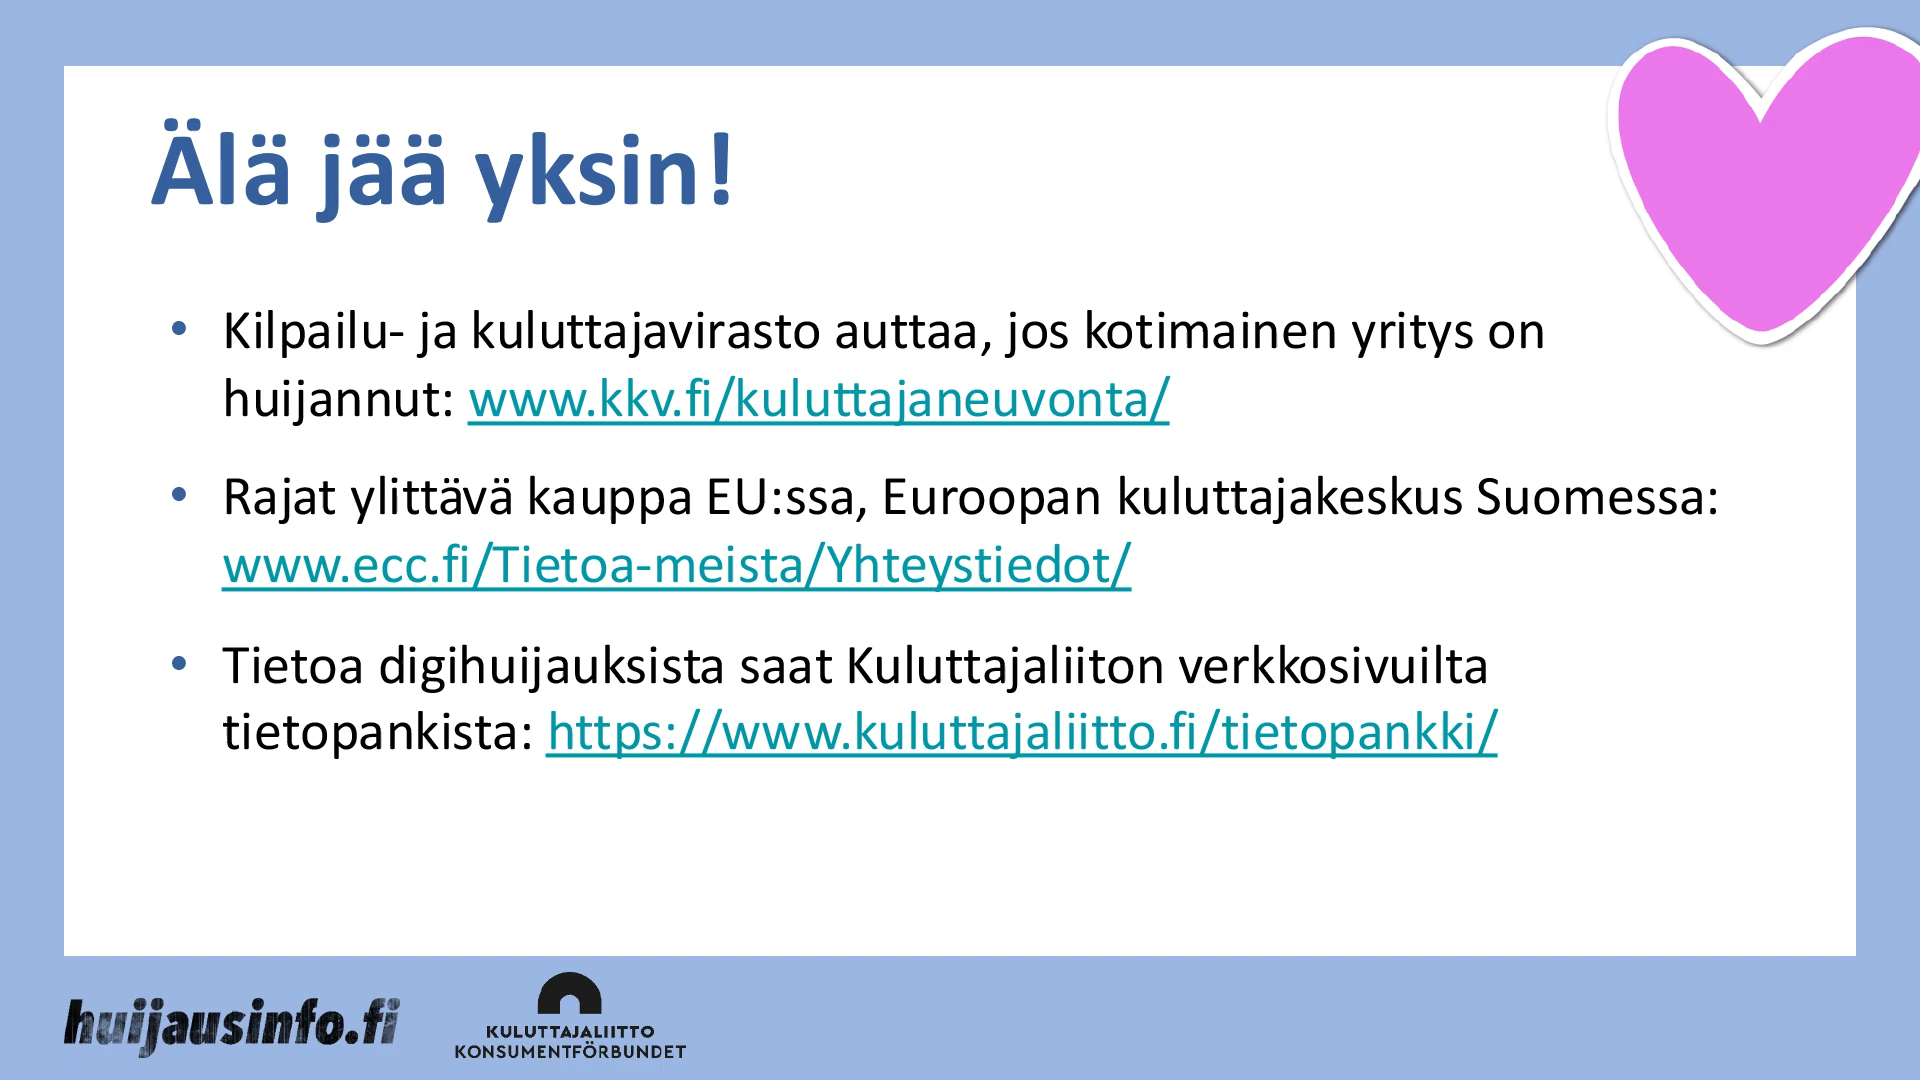 Älä jää yksin!
• Kilpailu- ja kuluttajavirasto auttaa, jos kotimainen yritys on
huijannut: www.kkv.fi/kuluttajaneuvonta/
• Rajat ylittävä kauppa EU:ssa, Euroopan kuluttajakeskus Suomessa:
www.ecc.fi/Tietoa-meista/Yhteystiedot/
• Tietoa digihuijauksista saat Kuluttajaliiton verkkosivuilta
tietopankista: https://www.kuluttajaliitto.fi/tietopankki/
huijausinfo.fi
KULUTTAJALIITTO
KONSUMENTFÖRBUNDET